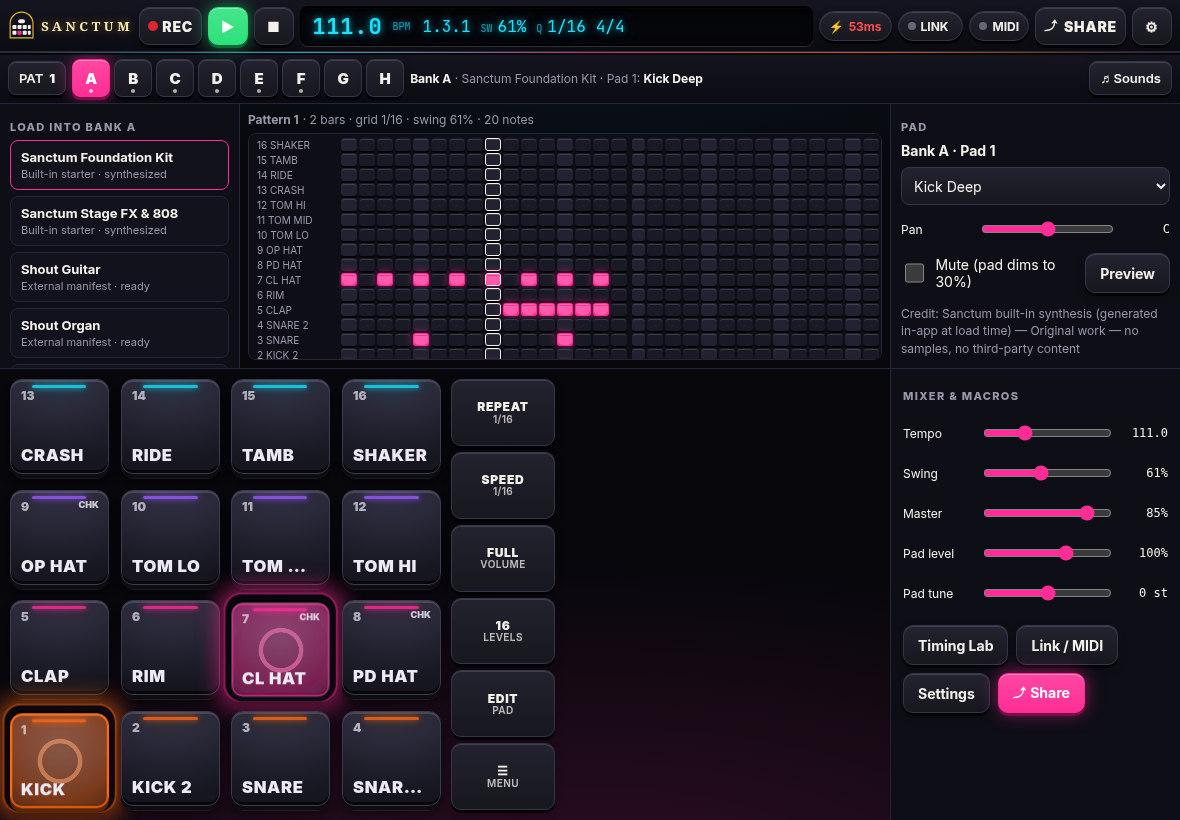 SANCTUM
REC
111.0 BPM 1.3.1 SW 61% Q 1/16 4/4
⚡ 53ms
LINK
MIDI
SHARE
PAT 1
A
B
C
D
E
F
G
H
Bank A · Sanctum Foundation Kit · Pad 1: Kick Deep
♬ Sounds
LOAD INTO BANK A
Sanctum Foundation Kit
Built-in starter · synthesized
Sanctum Stage FX & 808
Built-in starter · synthesized
Shout Guitar
External manifest · ready
Shout Organ
External manifest · ready
Pattern 1 · 2 bars · grid 1/16 · swing 61% · 20 notes
16 SHAKER
15 TAMB
14 RIDE
13 CRASH
12 TOM HI
11 TOM MID
10 TOM LO
9 OP HAT
8 PD HAT
7 CL HAT
6 RIM
5 CLAP
4 SNARE 2
3 SNARE
2 KICK 2
PAD
Bank A · Pad 1
Kick Deep
Pan C
Mute (pad dims to
30%)
Preview
Credit: Sanctum built-in synthesis (generated
in-app at load time) — Original work — no
samples, no third-party content
13
CRASH
14
RIDE
15
TAMB
16
SHAKER
REPEAT
1/16
SPEED
1/16
9 CHK
OP HAT
10
TOM LO
11
TOM ...
12
TOM HI
FULL
VOLUME
16
LEVELS
5
CLAP
6
RIM
7 CHK
CL HAT
8 CHK
PD HAT
EDIT
PAD
1
KICK
2
KICK 2
3
SNARE
4
SNAR...
☰
MENU
MIXER & MACROS
Tempo 111.0
Swing 61%
Master 85%
Pad level 100%
Pad tune 0 st
Timing Lab
Link / MIDI
Settings
Share